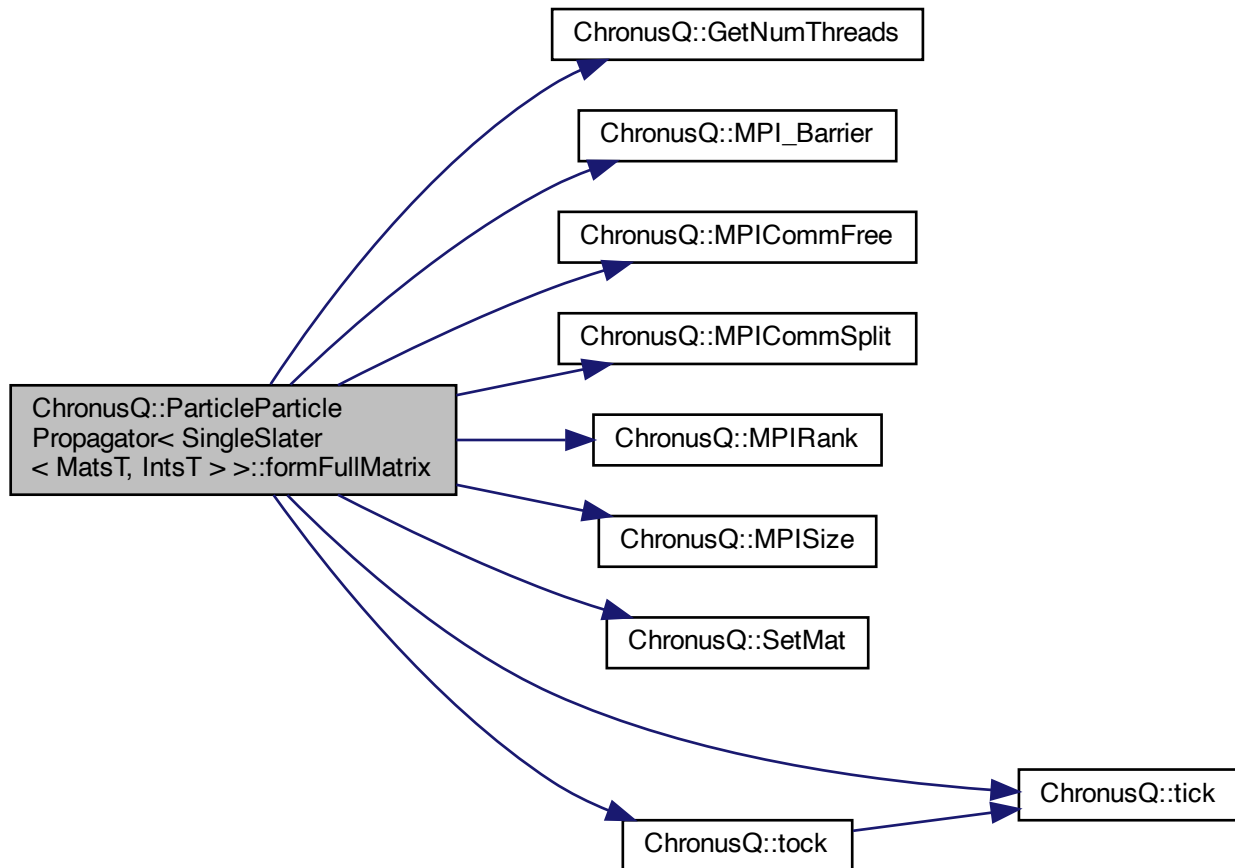 ChronusQ::GetNumThreads
ChronusQ::MPI_Barrier
ChronusQ::MPICommFree
ChronusQ::MPICommSplit
ChronusQ::ParticleParticle
Propagator< SingleSlater
< MatsT, IntsT > >::formFullMatrix
ChronusQ::MPIRank
ChronusQ::MPISize
ChronusQ::SetMat
ChronusQ::tick
ChronusQ::tock